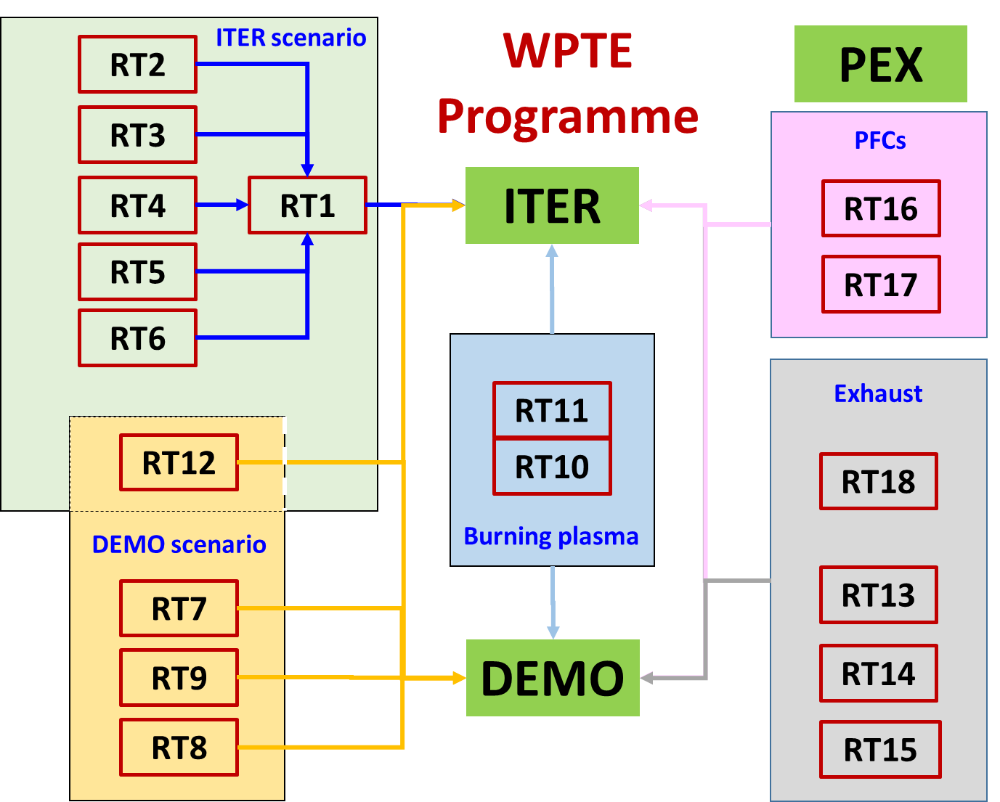 WPTE
Programme
ITER scenario
RT2
RT3
RT4
RT5
RT6
RT1
RT12
DEMO scenario
RT7
RT9
RT8
ITER
RT11
RT10
Burning plasma
DEMO
PEX
PFCs
RT16
RT17
Exhaust
RT18
RT13
RT14
RT15